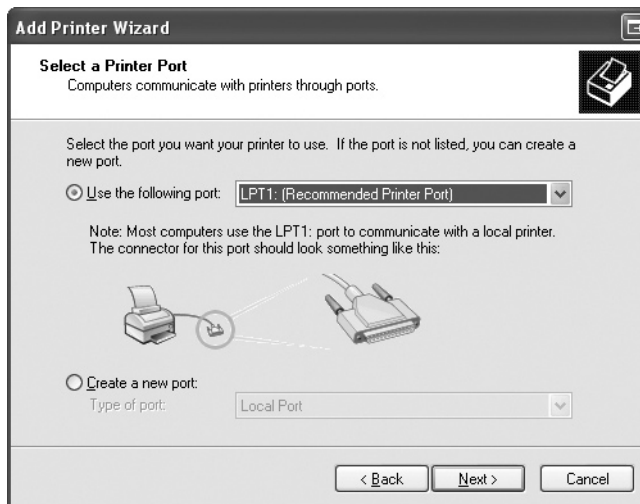 Add Printer Wizard
Select a Printer Port
Computers communicate with printers through ports.
Select the port you want your printer to use. If the port is not listed, you can create a
new port.
Use the following port: LPT1: (Recommended Printer Port)
Note: Most computers use the LPT1: port to communicate with a local printer.
The connector for this port should look something like this:
Create a new port:
Type of port: Local Port
< Back Next > Cancel